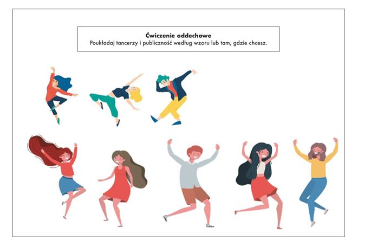 Ćwiczenie oddechowe
Poukładaj tancerzy i publiczność według wzoru lub tam, gdzie chcesz.